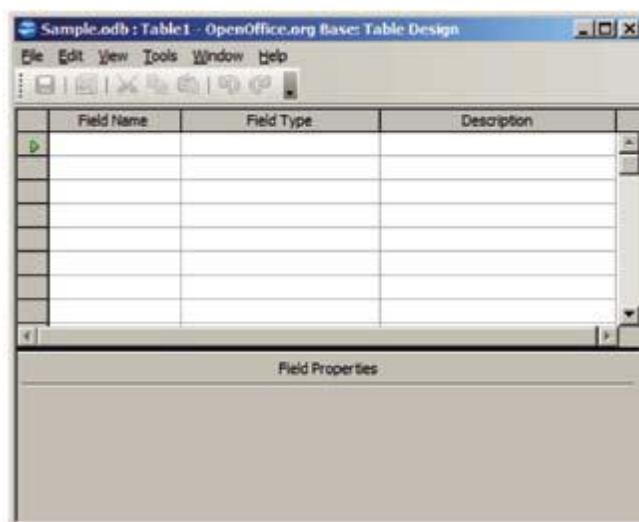 Sample.odb : Table1 - OpenOffice.org Base: Table Design
File Edit View Tools Window Help
Field Name Field Type Description
Field Properties